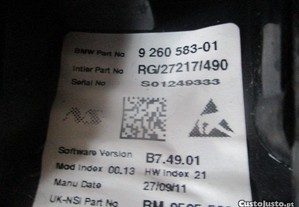 BMW Part No 9 260 583-01
Intier Part No RG/27217/490
Serial No S01249333
Software Version B7.49.01
Mod Index 00.13 HW Index 21
Manu Date 27/09/11
UK-NSI Part No BM
CustoJusto.pt